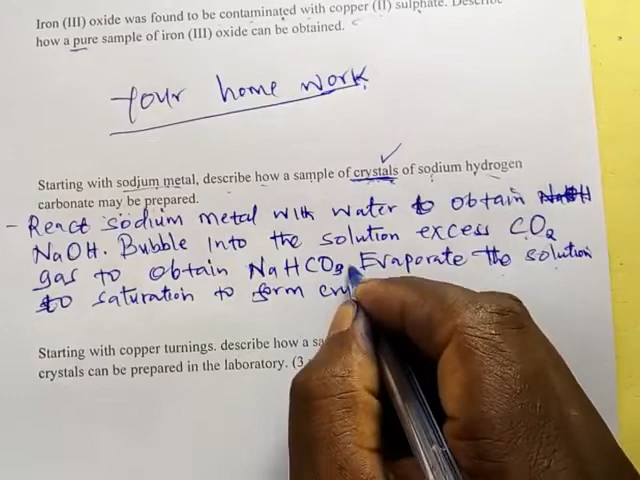 Iron (III) oxide was found to be contaminated with copper (II) sulphate. Describe
how a pure sample of iron (III) oxide can be obtained.
your home work
Starting with sodium metal, describe how a sample of crystals of sodium hydrogen
carbonate may be prepared.
- React sodium metal with water to obtain
NaOH. Bubble into the solution excess CO2
gas to obtain NaHCO3. Evaporate the solution
to saturation to form cry
Starting with copper turnings. describe how a sa
crystals can be prepared in the laboratory. (3